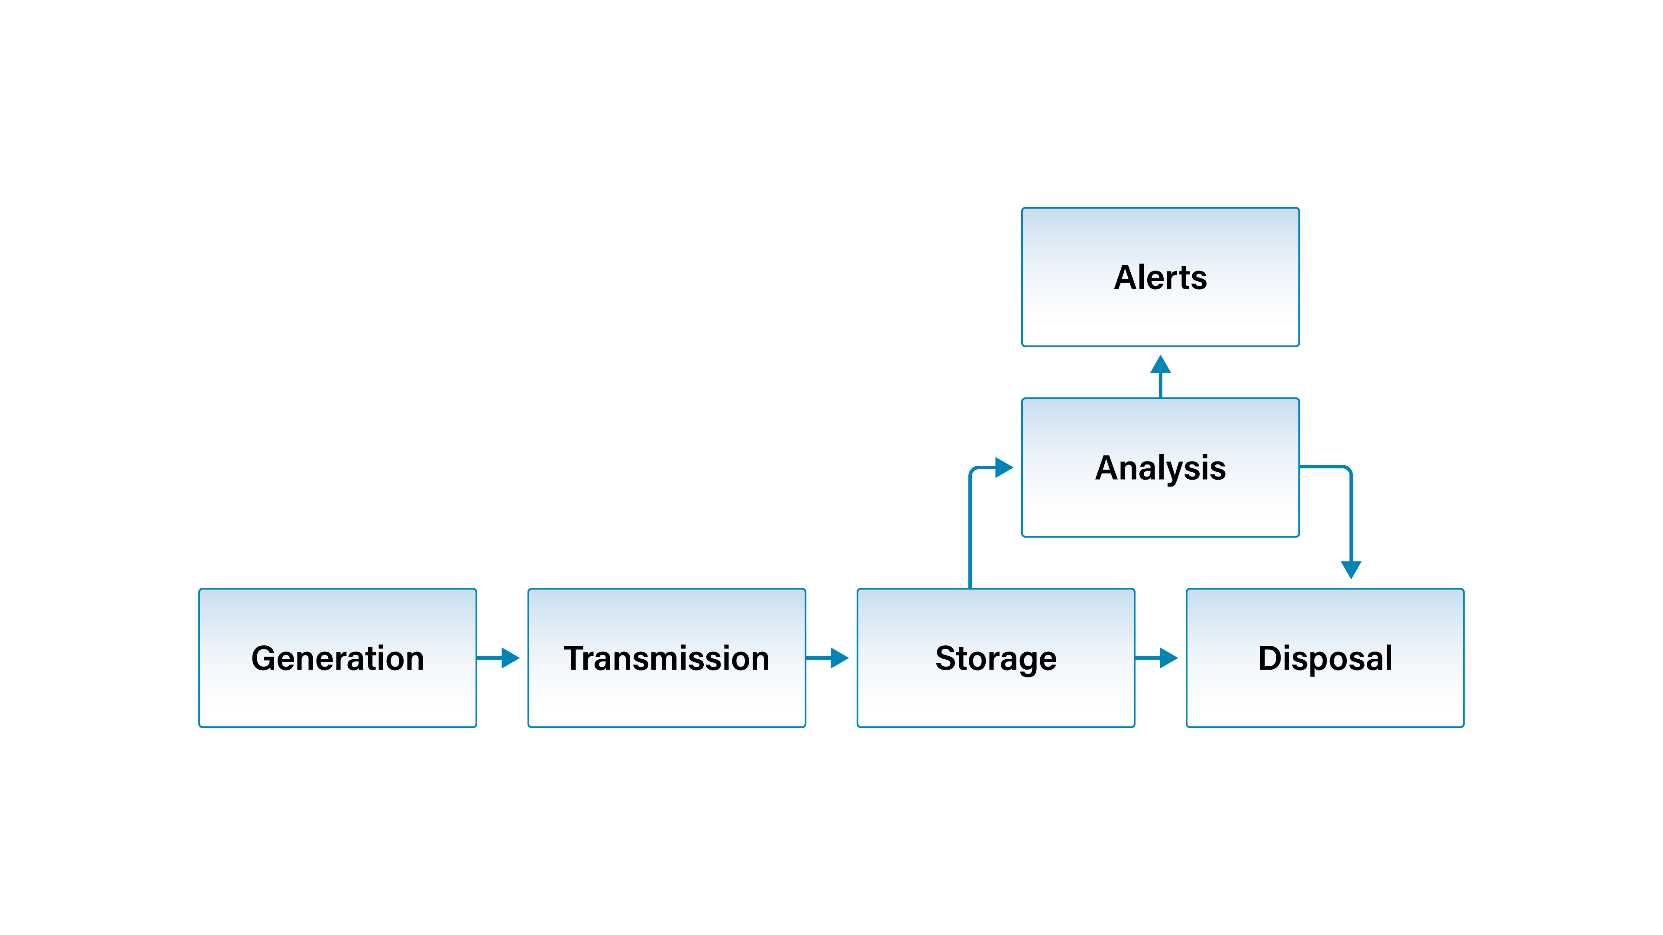 Alerts
Analysis
Generation
Transmission
Storage
Disposal